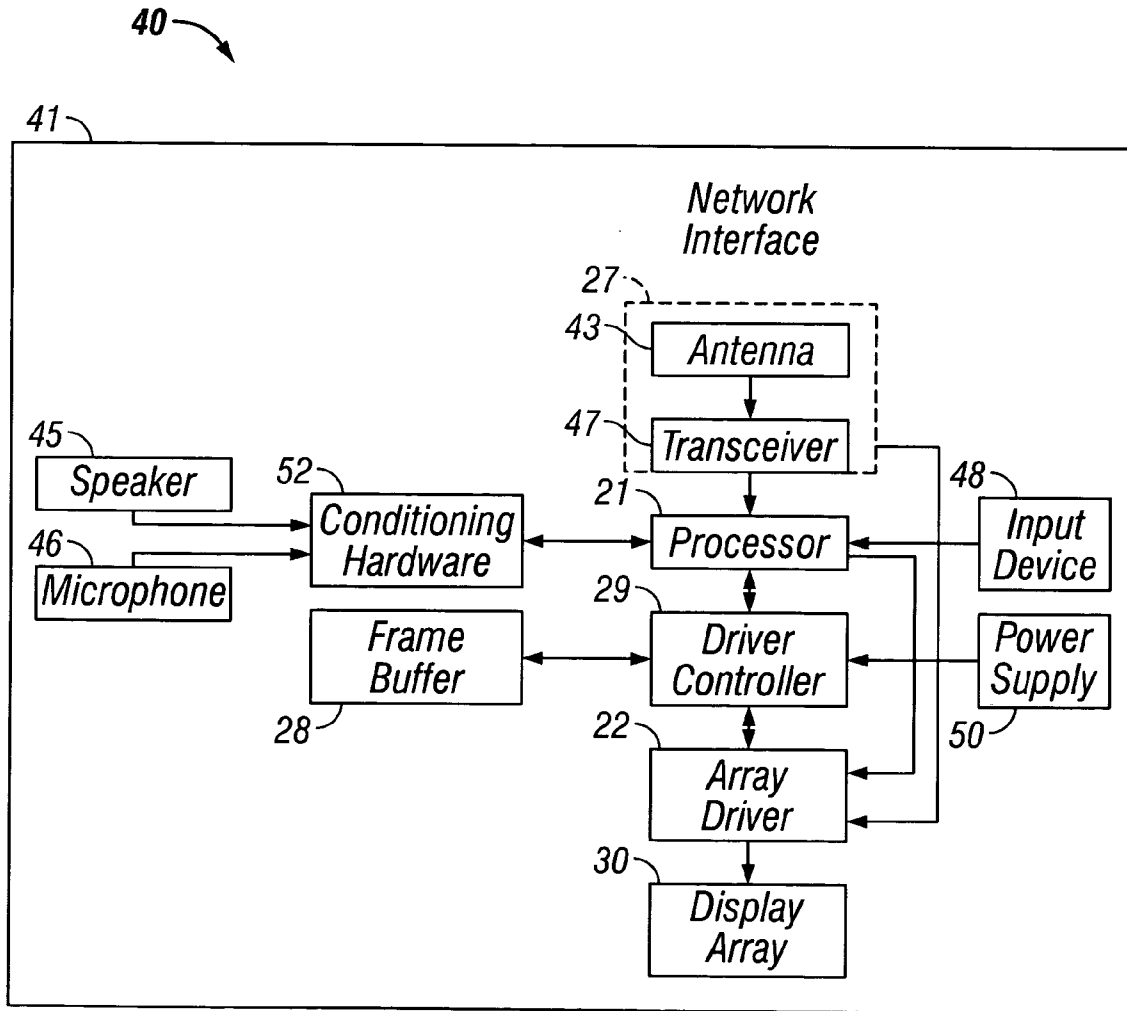 40
41
Network
Interface
27
43
Antenna
47
Transceiver
45
Speaker
52
Conditioning
Hardware
21
Processor
48
Input
Device
46
Microphone
29
Driver
Controller
Frame
Buffer
28
Power
Supply
50
22
Array
Driver
30
Display
Array